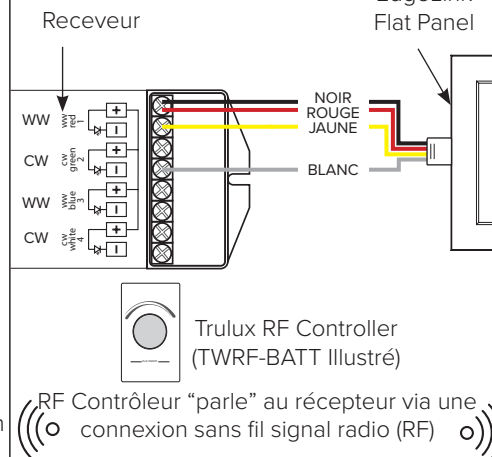 Receveur
Flat Panel
NOIR
ROUGE
JAUNE
BLANC
WW ww red 1 + −
CW cw green 2 + −
WW ww blue 3 + −
CW cw white 4 + −
Trulux RF Controller
(TWRF-BATT Illustré)
RF Contrôleur “parle” au récepteur via une
connexion sans fil signal radio (RF)